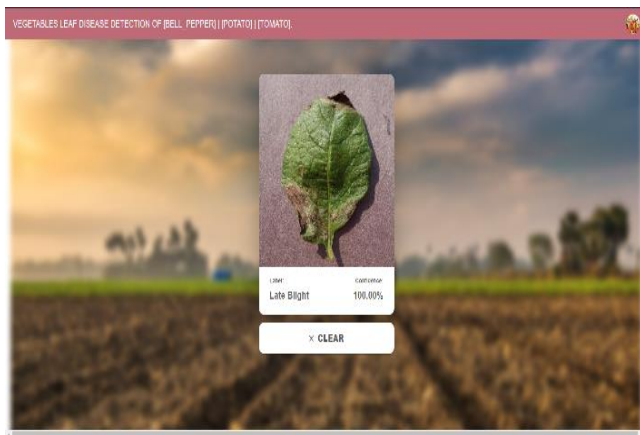 VEGETABLES LEAF DISEASE DETECTION OF [BELL PEPPER] | [POTATO] | [TOMATO].
Label: Confidence:
Late Blight 100.00%
× CLEAR